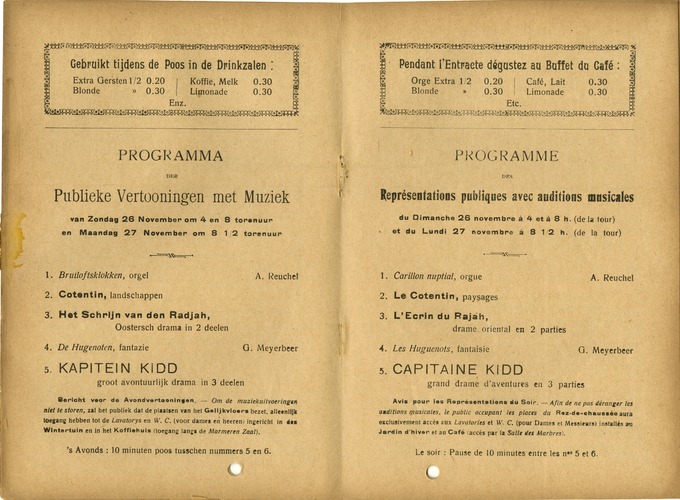 Gebruikt tijdens de Poos in de Drinkzalen :
Extra Gersten 1/2 0.20 | Koffie, Melk 0.30
Blonde » 0.30 | Limonade 0.30
Enz.
PROGRAMMA
DER
Publieke Vertooningen met Muziek
van Zondag 26 November om 4 en 8 torenuur
en Maandag 27 November om 8 1/2 torenuur
1. Bruiloftsklokken, orgel A. Reuchel
2. Cotentin, landschappen
3. Het Schrijn van den Radjah,
Oostersch drama in 2 deelen
4. De Hugenoten, fantazie G. Meyerbeer
5. KAPITEIN KIDD
groot avontuurlijk drama in 3 deelen
Bericht voor de Avondvertooningen. — Om de muziekuitvoeringen
niet te storen, zal het publiek dat de plaatsen van het Gelijkvloers bezet, alleenlijk
toegang hebben tot de Lavatorys en W. C. (voor dames en heeren) ingericht in den
Wintertuin en in het Koffiehuis (toegang langs de Marmeren Zaal).
's Avonds : 10 minuten poos tusschen nummers 5 en 6.
Pendant l'Entracte dégustez au Buffet du Café :
Orge Extra 1/2 0.20 | Café, Lait 0.30
Blonde » 0.30 | Limonade 0.30
Etc.
PROGRAMME
DES
Représentations publiques avec auditions musicales
du Dimanche 26 novembre à 4 et à 8 h. (de la tour)
et du Lundi 27 novembre à 8 1/2 h. (de la tour)
1. Carillon nuptial, orgue A. Reuchel
2. Le Cotentin, paysages
3. L'Ecrin du Rajah,
drame oriental en 2 parties
4. Les Huguenots, fantaisie G. Meyerbeer
5. CAPITAINE KIDD
grand drame d'aventures en 3 parties
Avis pour les Représentations du Soir. — Afin de ne pas déranger les
auditions musicales, le public occupant les places du Rez-de-chaussée aura
exclusivement accès aux Lavatories et W. C. (pour Dames et Messieurs) installés au
Jardin d'hiver et au Café (accès par la Salle des Marbres).
Le soir : Pause de 10 minutes entre les nos 5 et 6.